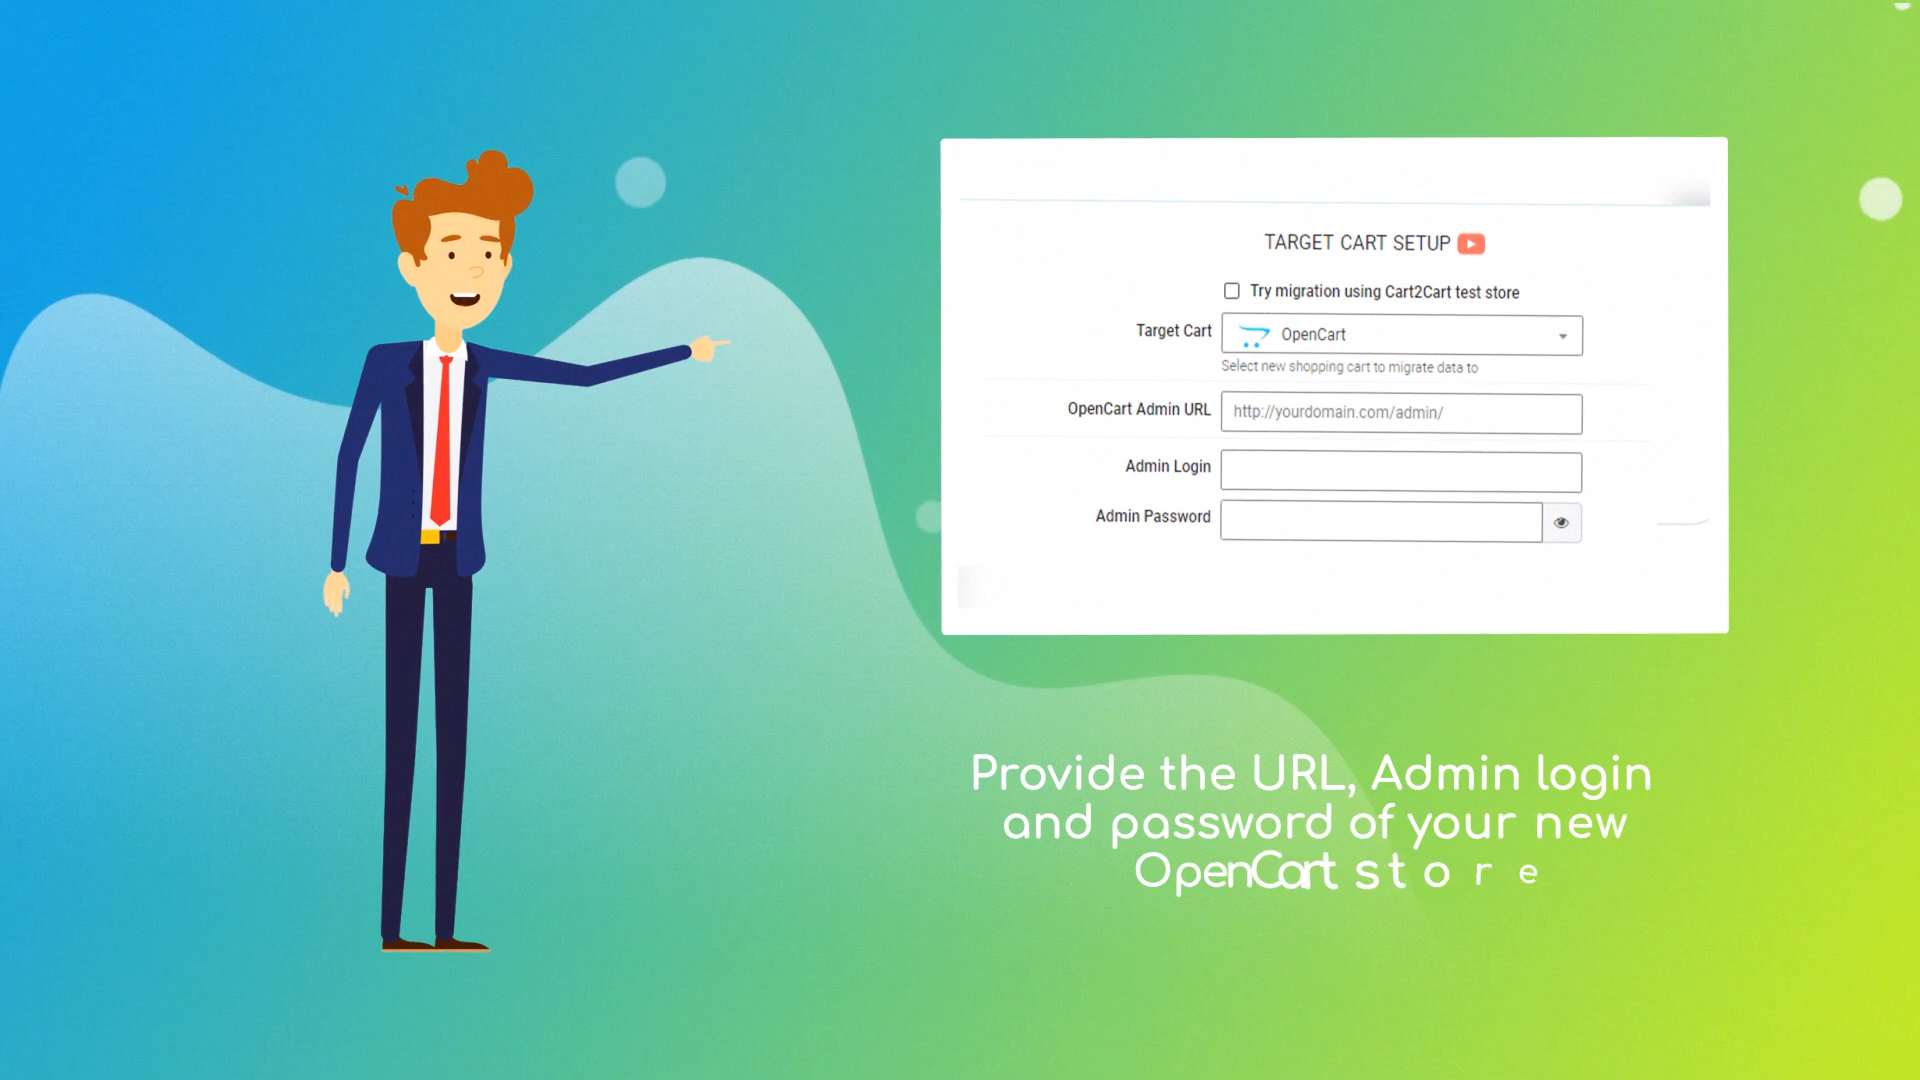 TARGET CART SETUP
Try migration using Cart2Cart test store
Target Cart
OpenCart
Select new shopping cart to migrate data to
OpenCart Admin URL
http://yourdomain.com/admin/
Admin Login
Admin Password
Provide the URL, Admin login
and password of your new
OpenCart store